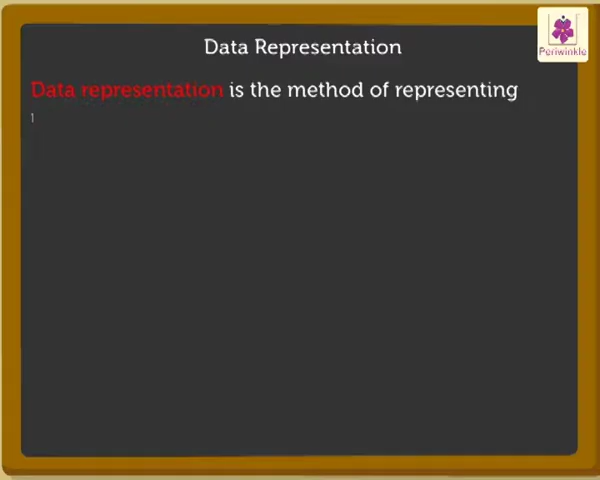 Data Representation
Periwinkle
Data representation is the method of representing